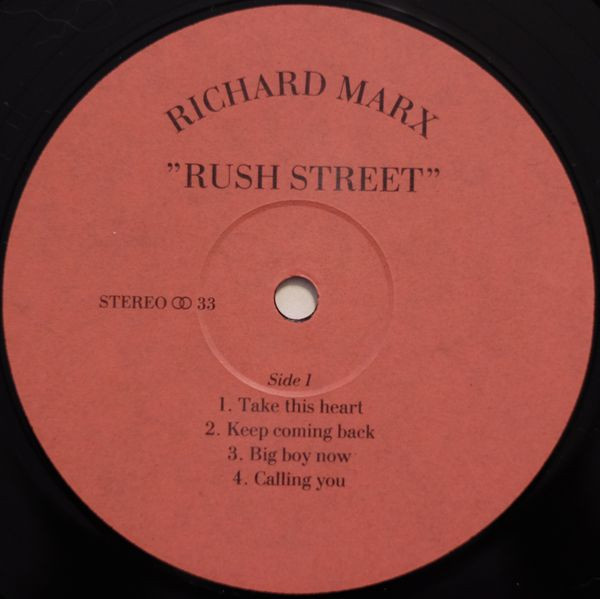 RICHARD MARX
”RUSH STREET”
STEREO 33
Side 1
1. Take this heart
2. Keep coming back
3. Big boy now
4. Calling you